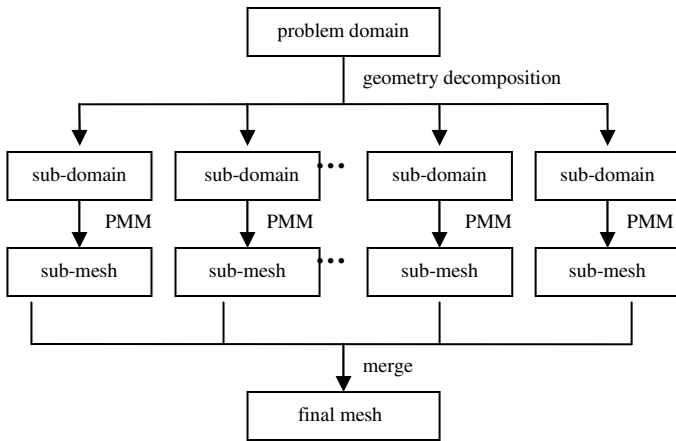 problem domain
geometry decomposition
sub-domain sub-domain ... sub-domain sub-domain
PMM PMM PMM PMM
sub-mesh sub-mesh ... sub-mesh sub-mesh
merge
final mesh